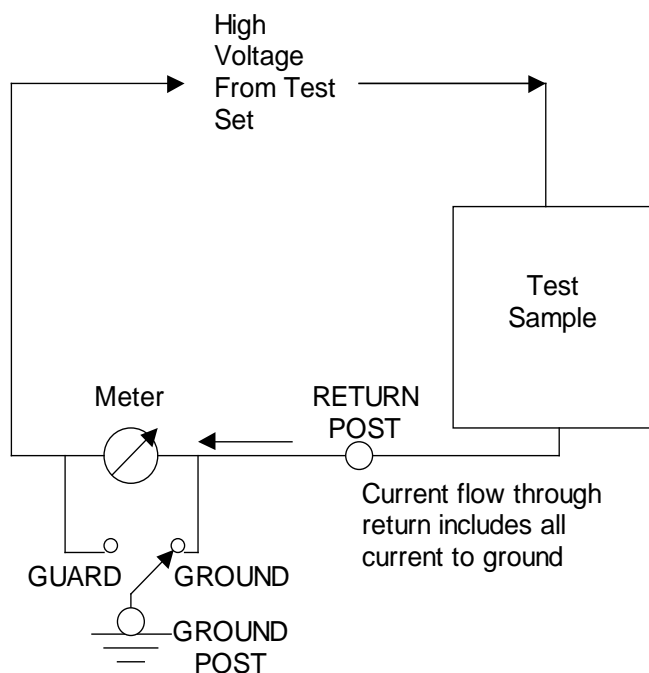 High
Voltage
From Test
Set
Test
Sample
Meter
RETURN
POST
Current flow through
return includes all
current to ground
GUARD
GROUND
GROUND
POST